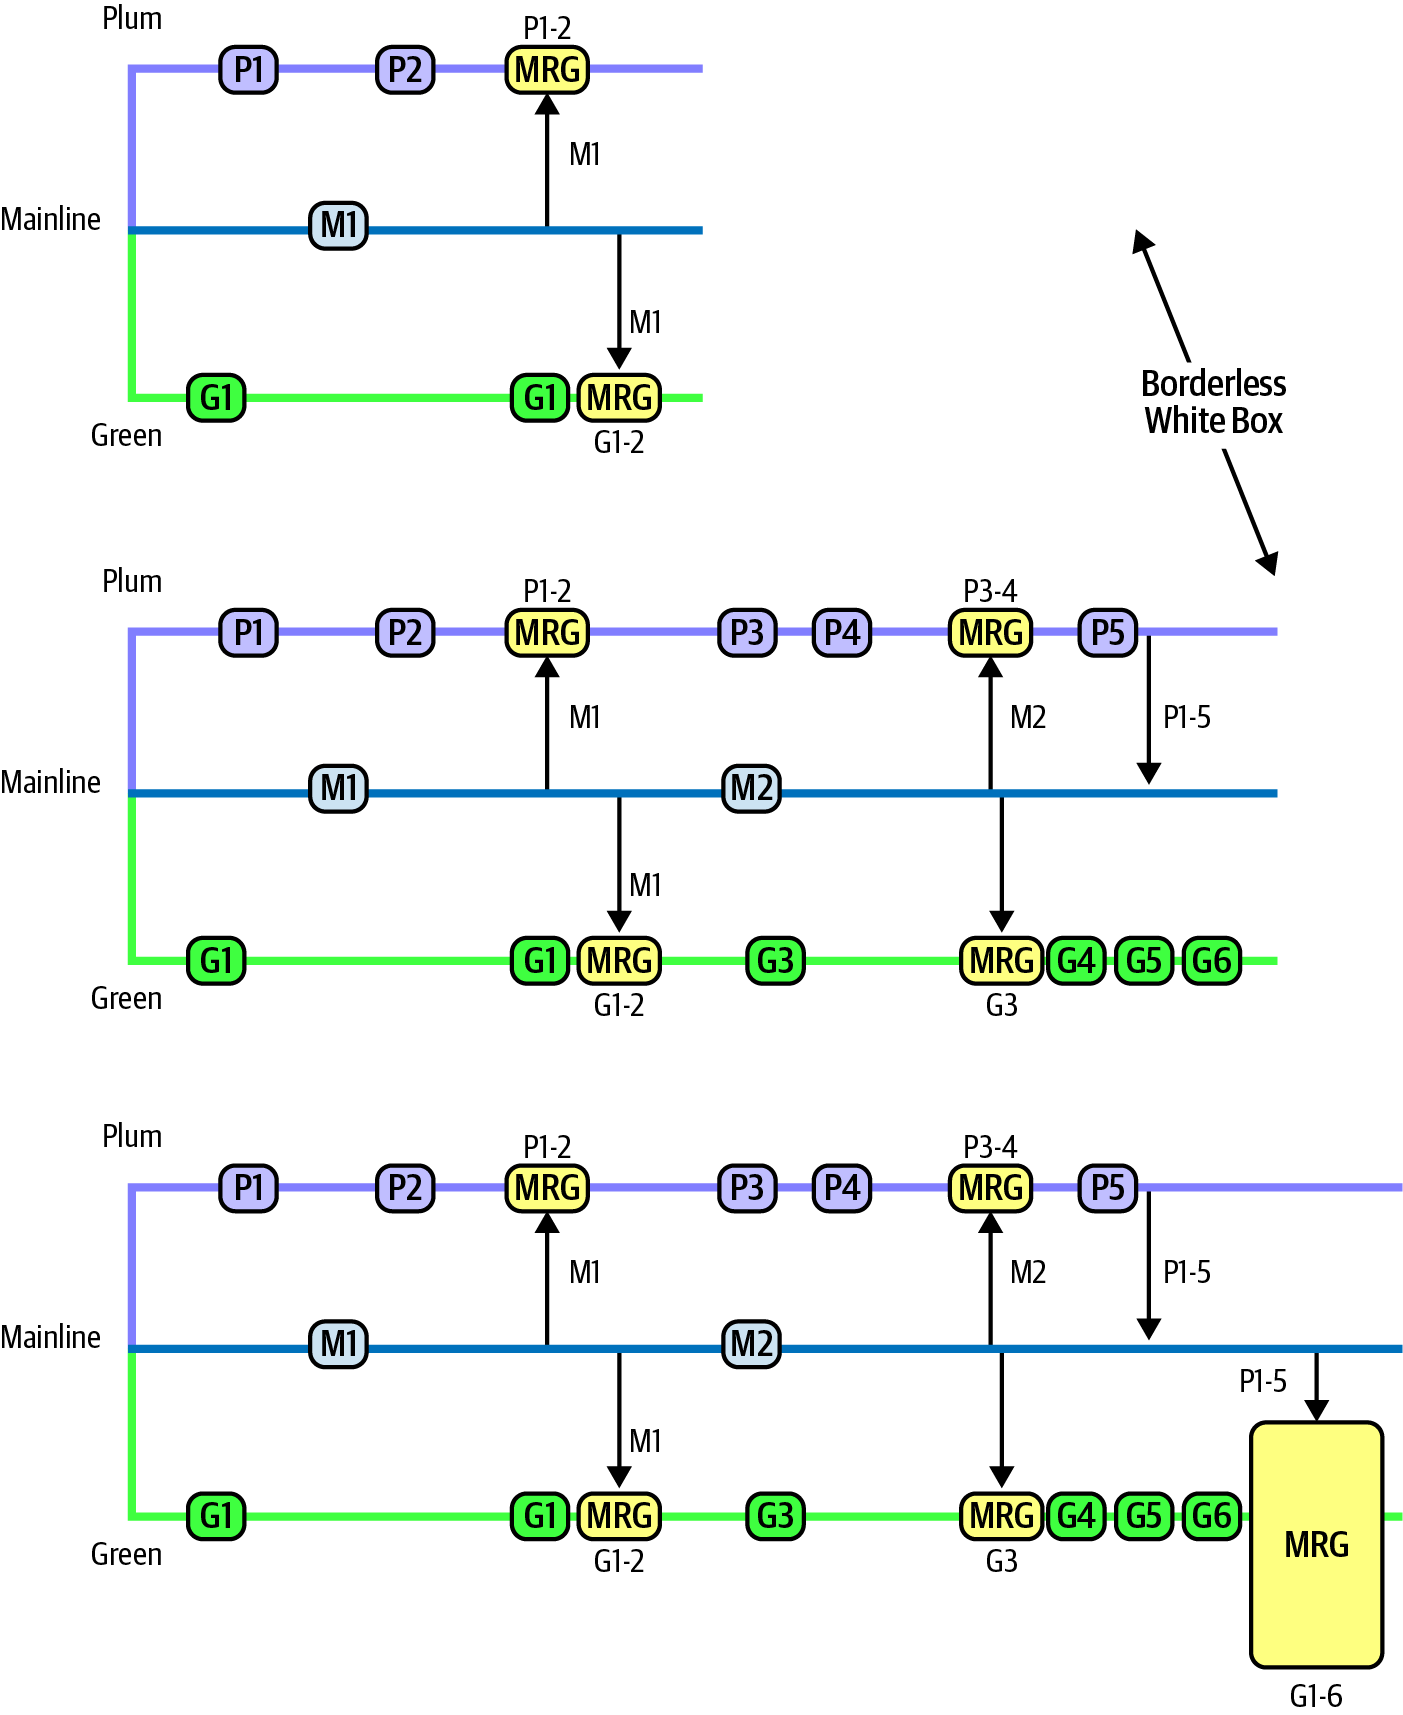 Plum
P1-2
P1
P2
MRG
M1
Mainline
M1
M1
G1
G1
MRG
Green
G1-2
Borderless
White Box
Plum
P1-2
P3-4
P1
P2
MRG
P3
P4
MRG
P5
M1
M2
P1-5
Mainline
M1
M2
M1
G1
G1
MRG
G3
MRG
G4
G5
G6
Green
G1-2
G3
Plum
P1-2
P3-4
P1
P2
MRG
P3
P4
MRG
P5
M1
M2
P1-5
Mainline
M1
M2
P1-5
M1
G1
G1
MRG
G3
MRG
G4
G5
G6
MRG
Green
G1-2
G3
G1-6